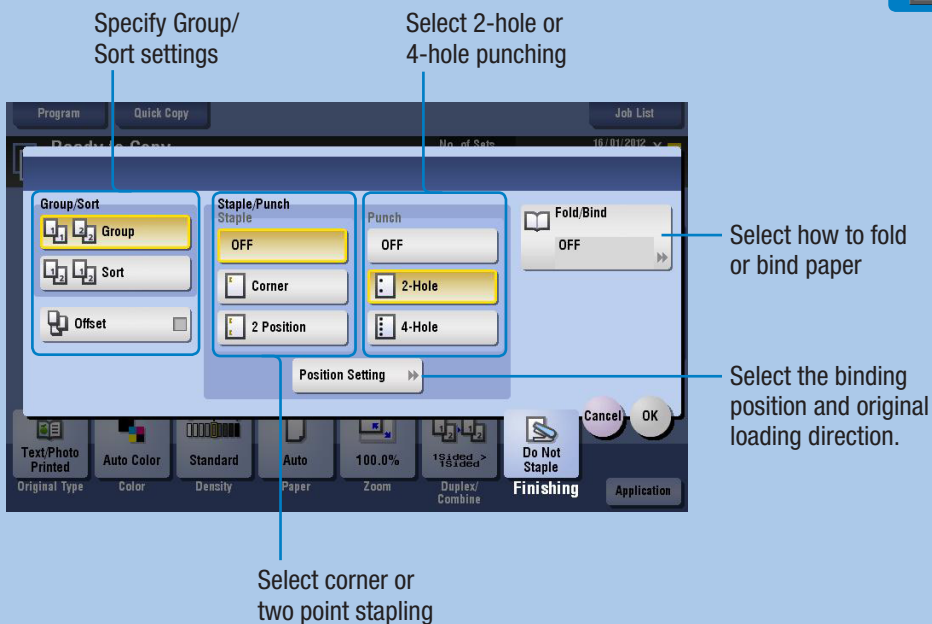 Specify Group/
Sort settings
Select 2-hole or
4-hole punching
Program
Quick Copy
Job List
Ready to Copy
No. of Sets
16/01/2012
Group/Sort
Group
Sort
Offset
Staple/Punch
Staple
OFF
Corner
2 Position
Punch
OFF
2-Hole
4-Hole
Position Setting
Fold/Bind
OFF
Select how to fold
or bind paper
Select the binding
position and original
loading direction.
Cancel
OK
Text/Photo
Printed
Auto Color
Standard
Auto
100.0%
1Sided >
1Sided
Do Not
Staple
Original Type
Color
Density
Paper
Zoom
Duplex/
Combine
Finishing
Application
Select corner or
two point stapling